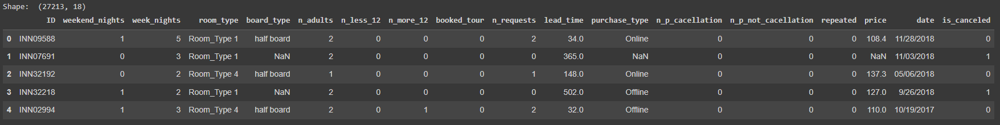 Shape:  (27213, 18)
ID weekend_nights week_nights room_type board_type n_adults n_less_12 n_more_12 booked_tour n_requests lead_time purchase_type n_p_cacellation n_p_not_cacellation repeated price date is_canceled
0 INN09588 1 5 Room_Type 1 half board 2 0 0 0 2 34.0 Online 0 0 0 108.4 11/28/2018 0
1 INN07691 0 3 Room_Type 1 NaN 2 0 0 0 0 365.0 NaN 0 0 0 NaN 11/03/2018 1
2 INN32192 0 2 Room_Type 4 half board 1 0 0 0 1 148.0 Online 0 0 0 137.3 05/06/2018 0
3 INN32218 1 2 Room_Type 1 NaN 2 0 0 0 0 502.0 Offline 0 0 0 127.0 9/26/2018 1
4 INN02994 1 3 Room_Type 4 half board 2 0 1 0 2 32.0 Offline 0 0 0 110.0 10/19/2017 0